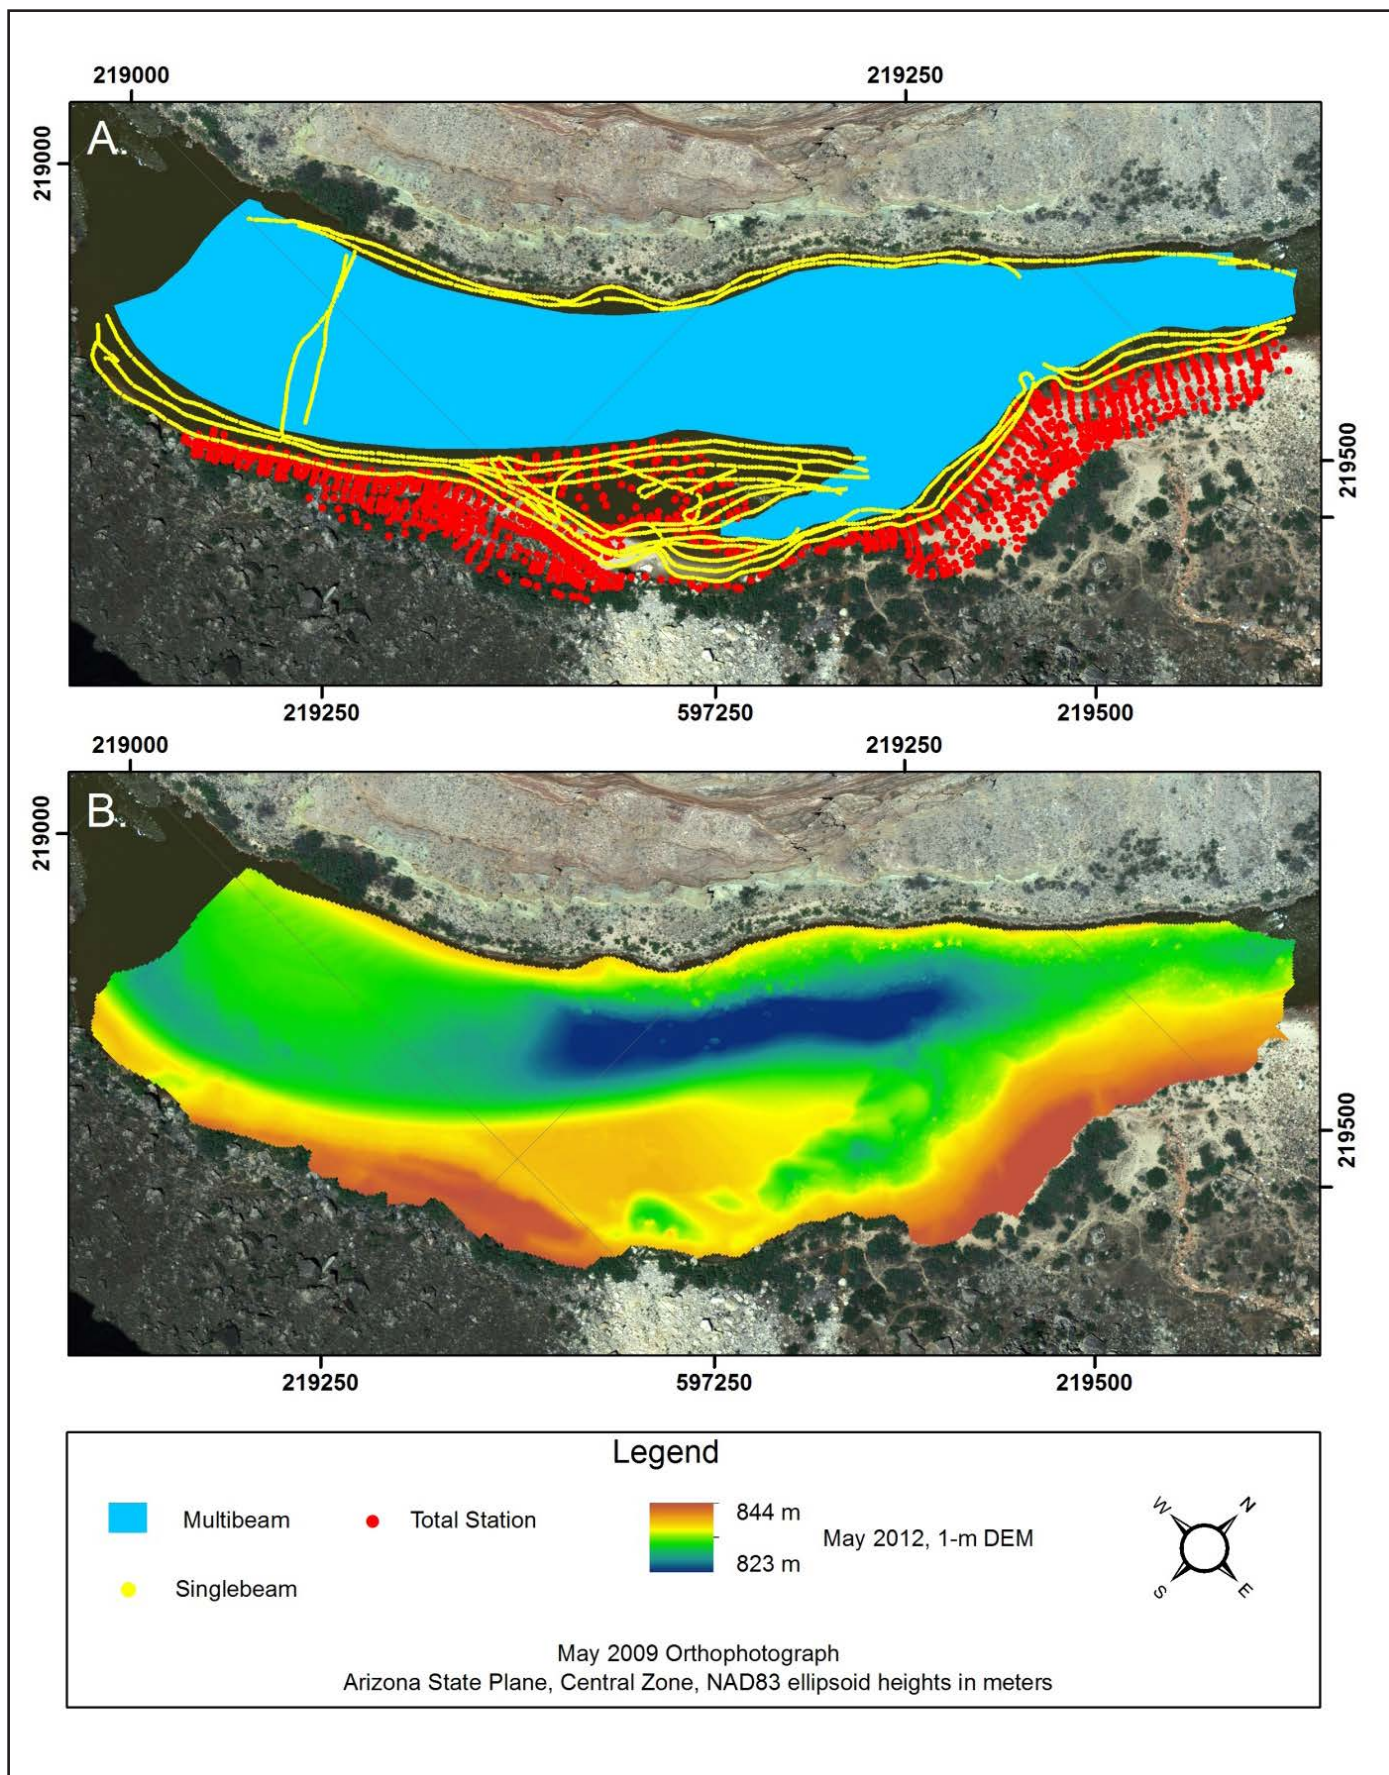 219000 219250
A.
219000
219500
219250 597250 219500
219000 219250
B.
219000
219500
219250 597250 219500
Legend
Multibeam
Total Station
Singlebeam
844 m
823 m
May 2012, 1-m DEM
W N
S E
May 2009 Orthophotograph
Arizona State Plane, Central Zone, NAD83 ellipsoid heights in meters